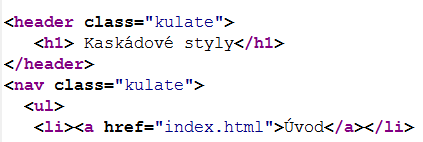 <header class="kulate">
<h1> Kaskádové styly</h1>
</header>
<nav class="kulate">
<ul>
<li><a href="index.html">Úvod</a></li>